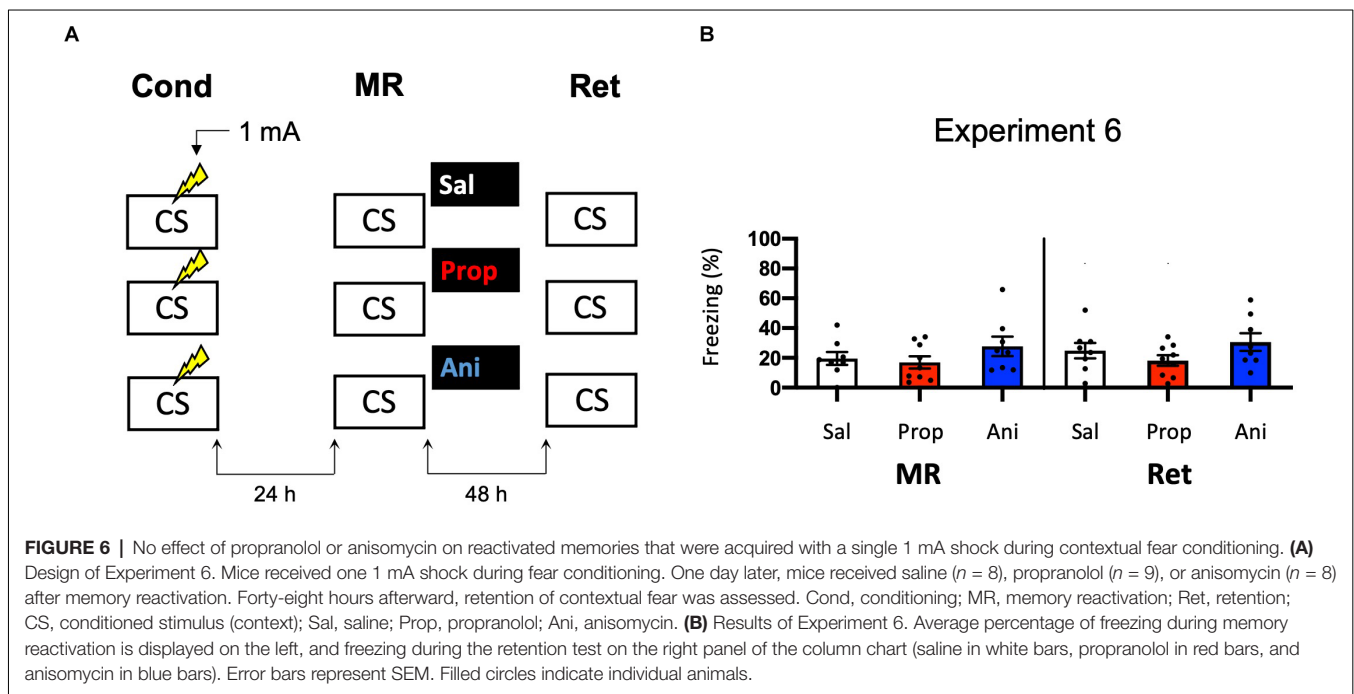 A
Cond MR Ret
1 mA
Sal
CS CS CS
Prop
CS CS CS
Ani
CS CS CS
24 h 48 h
B
Experiment 6
Freezing (%)
100
80
60
40
20
0
Sal Prop Ani Sal Prop Ani
MR Ret
FIGURE 6 | No effect of propranolol or anisomycin on reactivated memories that were acquired with a single 1 mA shock during contextual fear conditioning. (A)
Design of Experiment 6. Mice received one 1 mA shock during fear conditioning. One day later, mice received saline (n = 8), propranolol (n = 9), or anisomycin (n = 8)
after memory reactivation. Forty-eight hours afterward, retention of contextual fear was assessed. Cond, conditioning; MR, memory reactivation; Ret, retention;
CS, conditioned stimulus (context); Sal, saline; Prop, propranolol; Ani, anisomycin. (B) Results of Experiment 6. Average percentage of freezing during memory
reactivation is displayed on the left, and freezing during the retention test on the right panel of the column chart (saline in white bars, propranolol in red bars, and
anisomycin in blue bars). Error bars represent SEM. Filled circles indicate individual animals.